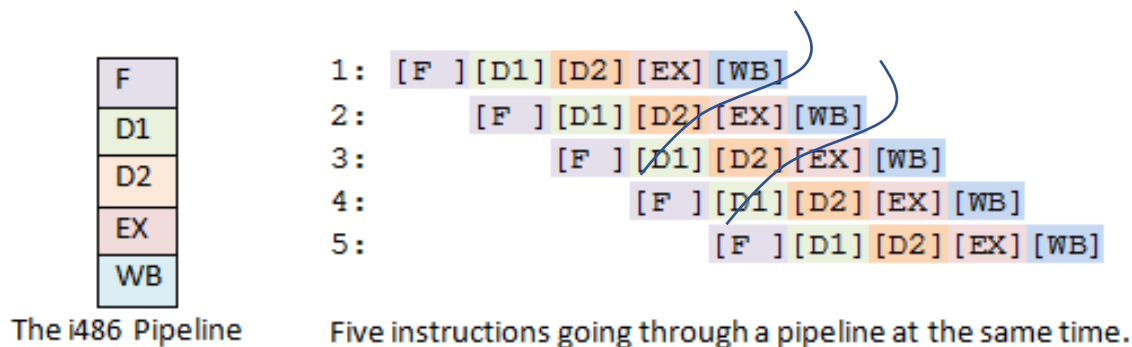 F
D1
D2
EX
WB
The i486 Pipeline
1: [F ][D1][D2][EX][WB]
2: [F ][D1][D2][EX][WB]
3: [F ][D1][D2][EX][WB]
4: [F ][D1][D2][EX][WB]
5: [F ][D1][D2][EX][WB]
Five instructions going through a pipeline at the same time.